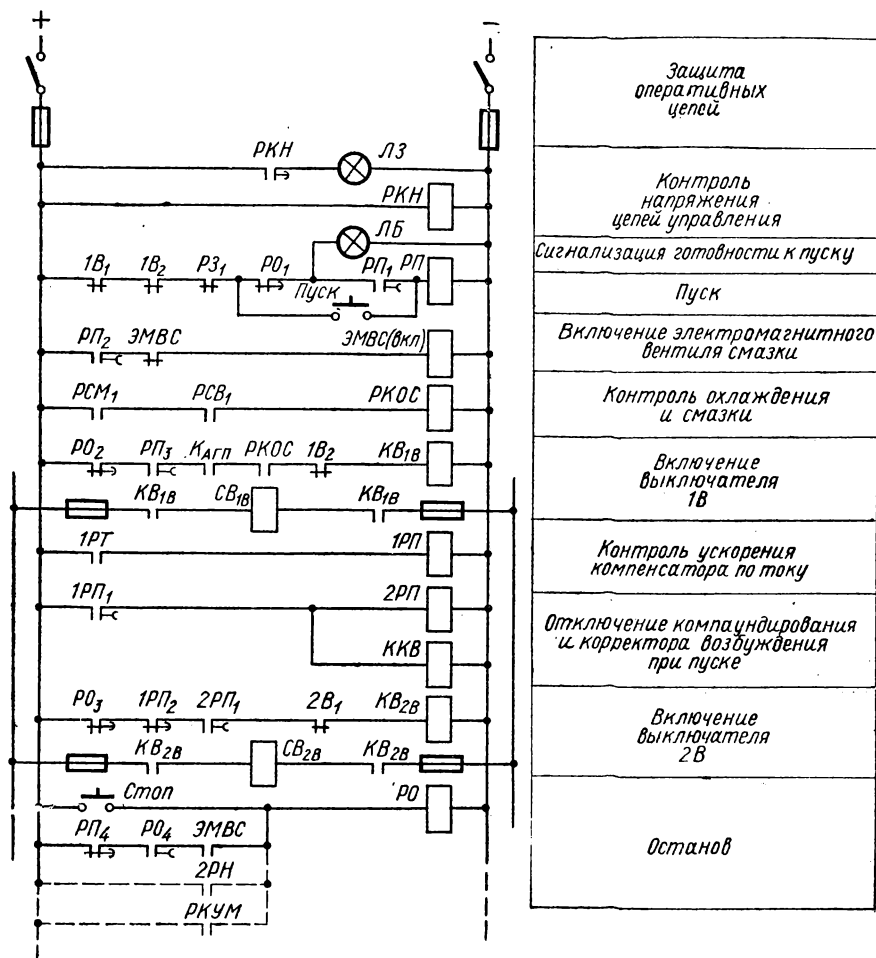 + −
Защита
оперативных
цепей
РКН ЛЗ
РКН
Контроль
напряжения
цепей управления
ЛБ
Сигнализация готовности к пуску
1В1 1В2 РЗ1 РО1 РП1 РП
Пуск
Пуск
РП2 ЭМВС ЭМВС(вкл)
Включение электромагнитного
вентиля смазки
РСМ1 РСВ1 РКОС
Контроль охлаждения
и смазки
РО2 РП3 КАГП РКОС 1В2 КВ1В
КВ1В СВ1В КВ1В
Включение
выключателя
1В
1РТ 1РП
Контроль ускорения
компенсатора по току
1РП1 2РП
ККВ
Отключение компаундирования
и корректора возбуждения
при пуске
РО3 1РП2 2РП1 2В1 КВ2В
КВ2В СВ2В КВ2В
Включение
выключателя
2В
Стоп РО
РП4 РО4 ЭМВС
2РН
РКУМ
Останов